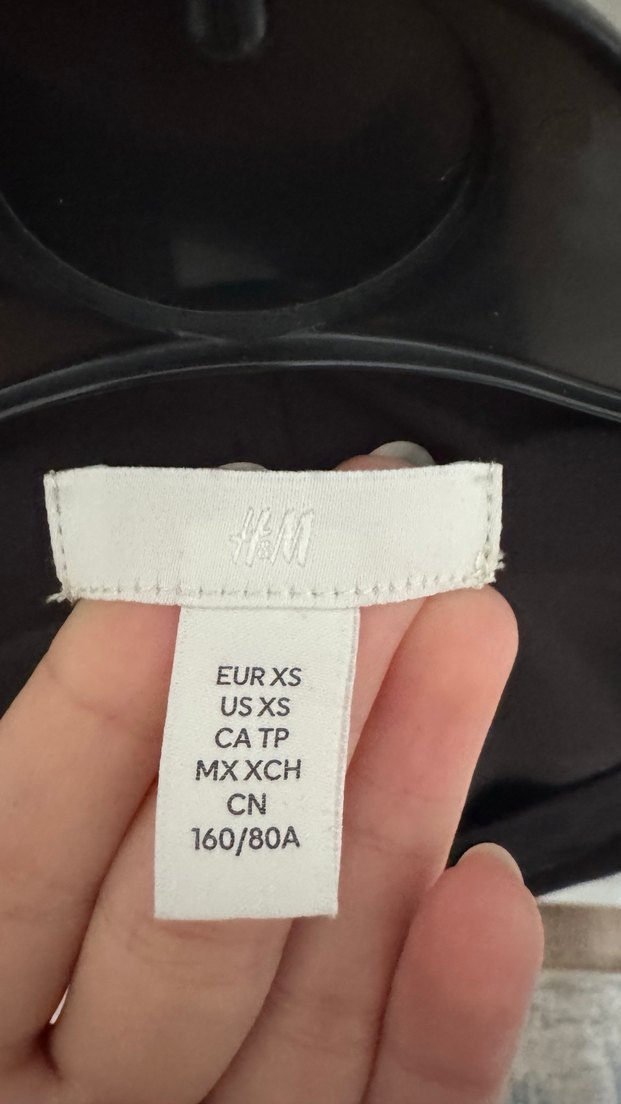 H&M
EUR XS
US XS
CA TP
MX XCH
CN
160/80A